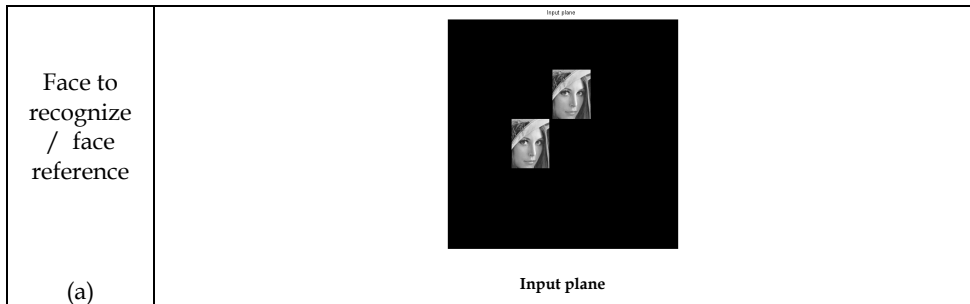 Input plane
Face to
recognize
/ face
reference
Input plane
(a)